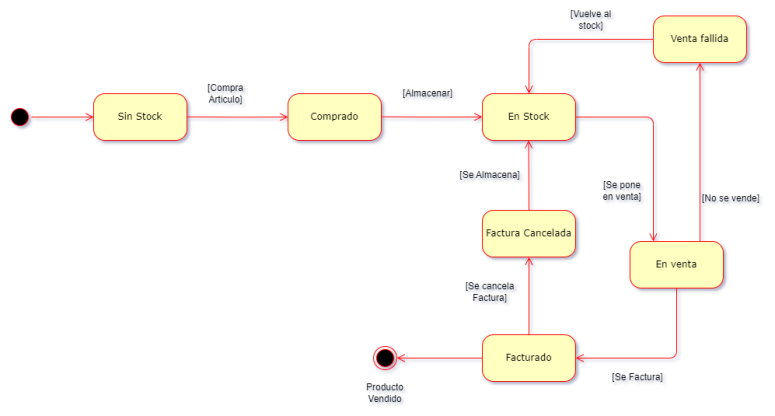 [Vuelve al
stock]
Venta fallida
[Compra
Articulo]
[Almacenar]
Sin Stock
Comprado
En Stock
[Se Almacena]
[Se pone
en venta]
[No se vende]
Factura Cancelada
En venta
[Se cancela
Factura]
Facturado
[Se Factura]
Producto
Vendido